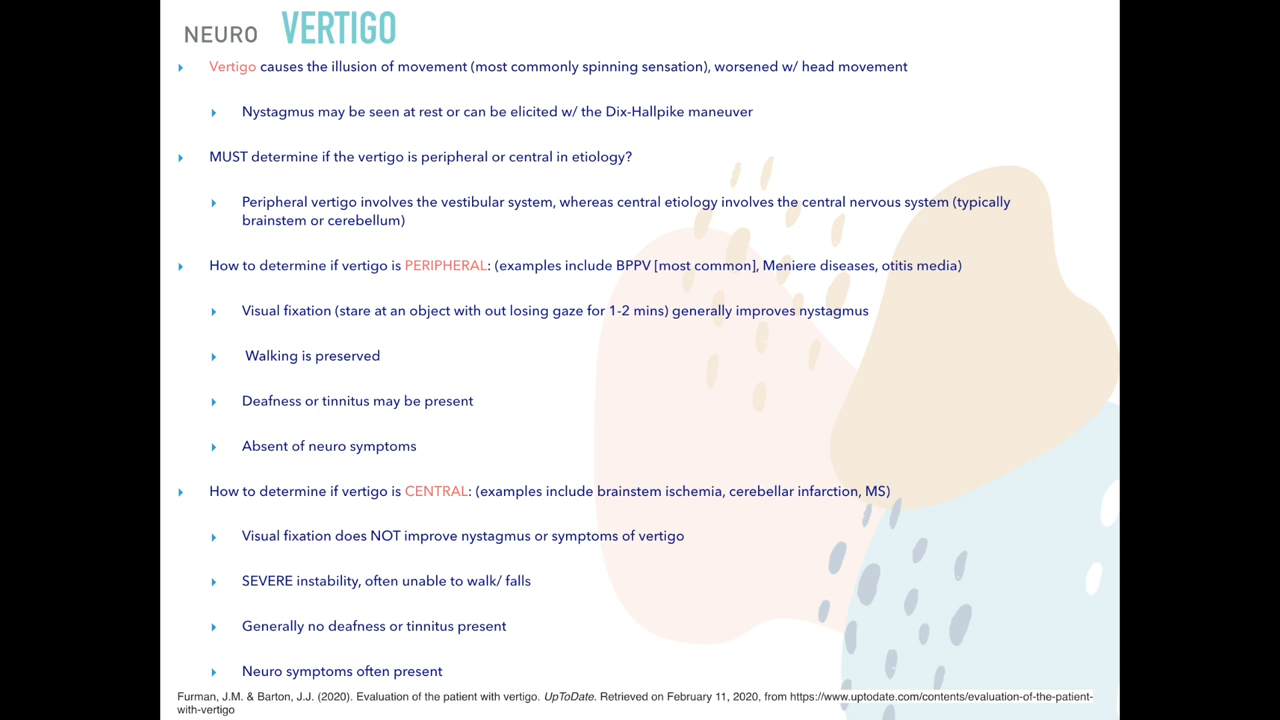 NEURO VERTIGO
Vertigo causes the illusion of movement (most commonly spinning sensation), worsened w/ head movement
Nystagmus may be seen at rest or can be elicited w/ the Dix-Hallpike maneuver
MUST determine if the vertigo is peripheral or central in etiology?
Peripheral vertigo involves the vestibular system, whereas central etiology involves the central nervous system (typically
brainstem or cerebellum)
How to determine if vertigo is PERIPHERAL: (examples include BPPV [most common], Meniere diseases, otitis media)
Visual fixation (stare at an object with out losing gaze for 1-2 mins) generally improves nystagmus
Walking is preserved
Deafness or tinnitus may be present
Absent of neuro symptoms
How to determine if vertigo is CENTRAL: (examples include brainstem ischemia, cerebellar infarction, MS)
Visual fixation does NOT improve nystagmus or symptoms of vertigo
SEVERE instability, often unable to walk/ falls
Generally no deafness or tinnitus present
Neuro symptoms often present
Furman, J.M. & Barton, J.J. (2020). Evaluation of the patient with vertigo. UpToDate. Retrieved on February 11, 2020, from https://www.uptodate.com/contents/evaluation-of-the-patient-
with-vertigo